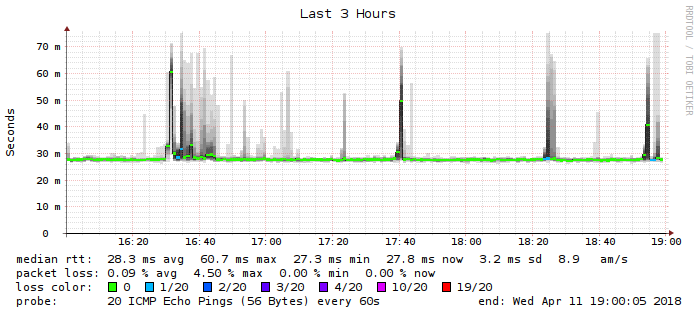 Last 3 Hours
RRDTOOL / TOBI OETIKER
Seconds
70 m
60 m
50 m
40 m
30 m
20 m
10 m
0
16:20 16:40 17:00 17:20 17:40 18:00 18:20 18:40 19:00
median rtt: 28.3 ms avg 60.7 ms max 27.3 ms min 27.8 ms now 3.2 ms sd 8.9 am/s
packet loss: 0.09 % avg 4.50 % max 0.00 % min 0.00 % now
loss color: 0 1/20 2/20 3/20 4/20 10/20 19/20
probe: 20 ICMP Echo Pings (56 Bytes) every 60s end: Wed Apr 11 19:00:05 2018